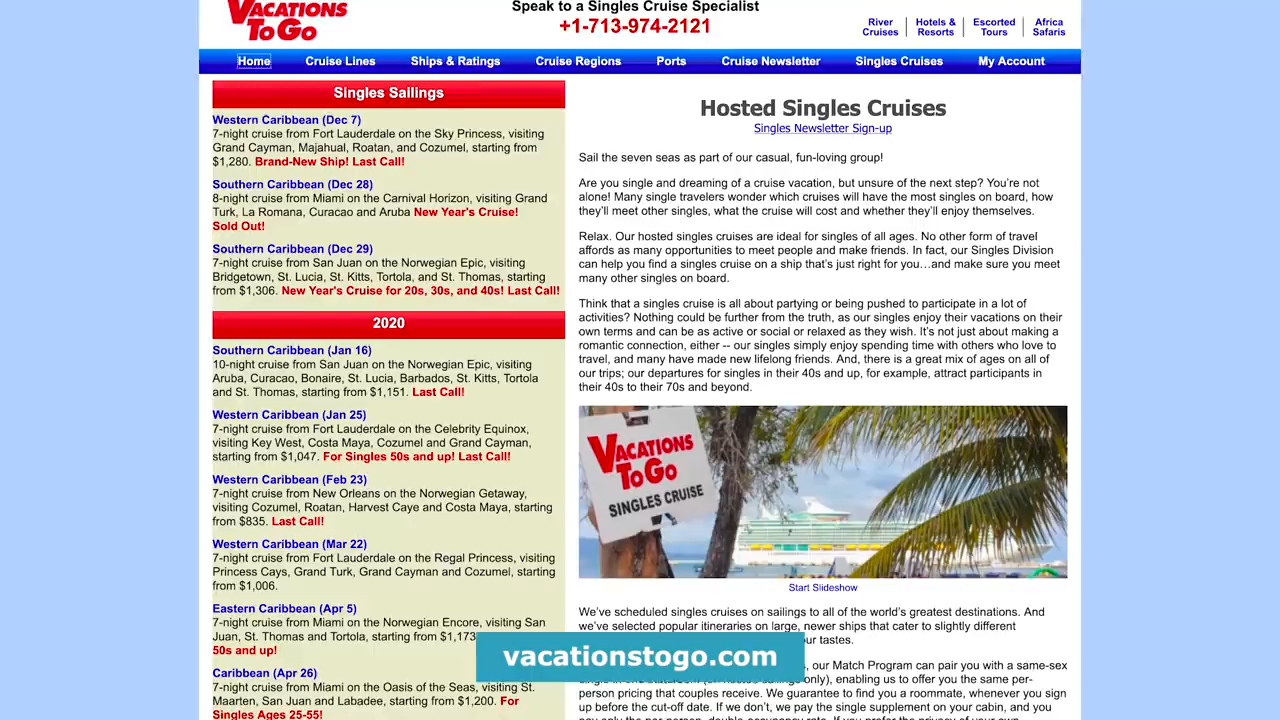 VACATIONS
TO GO
Speak to a Singles Cruise Specialist
+1-713-974-2121
River
Cruises
Hotels &
Resorts
Escorted
Tours
Africa
Safaris
Home
Cruise Lines
Ships & Ratings
Cruise Regions
Ports
Cruise Newsletter
Singles Cruises
My Account
Singles Sailings
Western Caribbean (Dec 7)
7-night cruise from Fort Lauderdale on the Sky Princess, visiting
Grand Cayman, Majahual, Roatan, and Cozumel, starting from
$1,280. Brand-New Ship! Last Call!
Southern Caribbean (Dec 28)
8-night cruise from Miami on the Carnival Horizon, visiting Grand
Turk, La Romana, Curacao and Aruba New Year's Cruise!
Sold Out!
Southern Caribbean (Dec 29)
7-night cruise from San Juan on the Norwegian Epic, visiting
Bridgetown, St. Lucia, St. Kitts, Tortola, and St. Thomas, starting
from $1,306. New Year's Cruise for 20s, 30s, and 40s! Last Call!
2020
Southern Caribbean (Jan 16)
10-night cruise from San Juan on the Norwegian Epic, visiting
Aruba, Curacao, Bonaire, St. Lucia, Barbados, St. Kitts, Tortola
and St. Thomas, starting from $1,151. Last Call!
Western Caribbean (Jan 25)
7-night cruise from Fort Lauderdale on the Celebrity Equinox,
visiting Key West, Costa Maya, Cozumel and Grand Cayman,
starting from $1,047. For Singles 50s and up! Last Call!
Western Caribbean (Feb 23)
7-night cruise from New Orleans on the Norwegian Getaway,
visiting Cozumel, Roatan, Harvest Caye and Costa Maya, starting
from $835. Last Call!
Western Caribbean (Mar 22)
7-night cruise from Fort Lauderdale on the Regal Princess, visiting
Princess Cays, Grand Turk, Grand Cayman and Cozumel, starting
from $1,006.
Eastern Caribbean (Apr 5)
7-night cruise from Miami on the Norwegian Encore, visiting San
Juan, St. Thomas and Tortola, starting from $1,173
50s and up!
Caribbean (Apr 26)
7-night cruise from Miami on the Oasis of the Seas, visiting St.
Maarten, San Juan and Labadee, starting from $1,200. For
Singles Ages 25-55!
Hosted Singles Cruises
Singles Newsletter Sign-up
Sail the seven seas as part of our casual, fun-loving group!
Are you single and dreaming of a cruise vacation, but unsure of the next step? You're not
alone! Many single travelers wonder which cruises will have the most singles on board, how
they'll meet other singles, what the cruise will cost and whether they'll enjoy themselves.
Relax. Our hosted singles cruises are ideal for singles of all ages. No other form of travel
affords as many opportunities to meet people and make friends. In fact, our Singles Division
can help you find a singles cruise on a ship that's just right for you…and make sure you meet
many other singles on board.
Think that a singles cruise is all about partying or being pushed to participate in a lot of
activities? Nothing could be further from the truth, as our singles enjoy their vacations on their
own terms and can be as active or social or relaxed as they wish. It's not just about making a
romantic connection, either -- our singles simply enjoy spending time with others who love to
travel, and many have made new lifelong friends. And, there is a great mix of ages on all of
our trips; our departures for singles in their 40s and up, for example, attract participants in
their 40s to their 70s and beyond.
VACATIONS
TO GO
SINGLES CRUISE
Start Slideshow
We've scheduled singles cruises on sailings to all of the world's greatest destinations. And
we've selected popular itineraries on large, newer ships that cater to slightly different
our tastes.
, our Match Program can pair you with a same-sex
only), enabling us to offer you the same per-
person pricing that couples receive. We guarantee to find you a roommate, whenever you sign
up before the cut-off date. If we don't, we pay the single supplement on your cabin, and you
vacationstogo.com